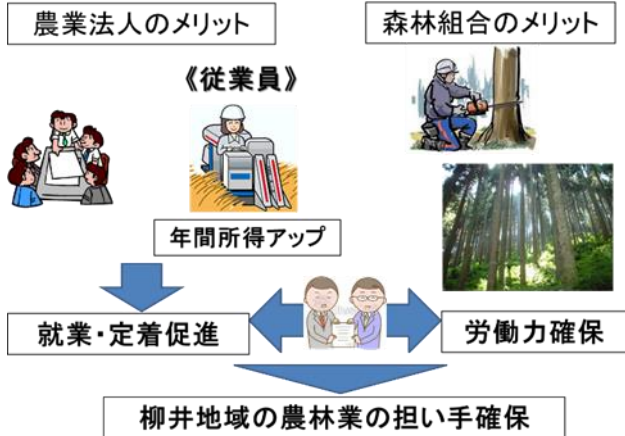 農業法人のメリット
森林組合のメリット
《従業員》
年間所得アップ
就業・定着促進
労働力確保
柳井地域の農林業の担い手確保